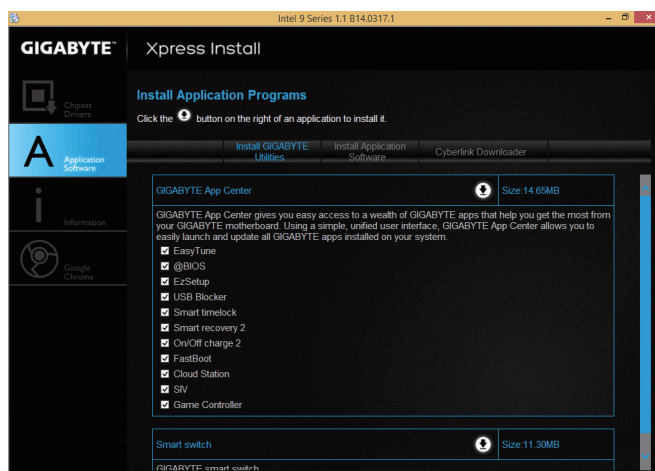 Intel 9 Series 1.1 B14.0317.1
GIGABYTE™
Xpress Install
Chipset
Drivers
Application
Software
Information
Google
Chrome
Install Application Programs
Click the button on the right of an application to install it.
Install GIGABYTE
Utilities
Install Application
Software
Cyberlink Downloader
GIGABYTE App Center
Size:14.65MB
GIGABYTE App Center gives you easy access to a wealth of GIGABYTE apps that help you get the most from
your GIGABYTE motherboard. Using a simple, unified user interface, GIGABYTE App Center allows you to
easily launch and update all GIGABYTE apps installed on your system.
EasyTune
@BIOS
EzSetup
USB Blocker
Smart timelock
Smart recovery 2
On/Off charge 2
FastBoot
Cloud Station
SIV
Game Controller
Smart switch
Size:11.30MB
GIGABYTE smart switch